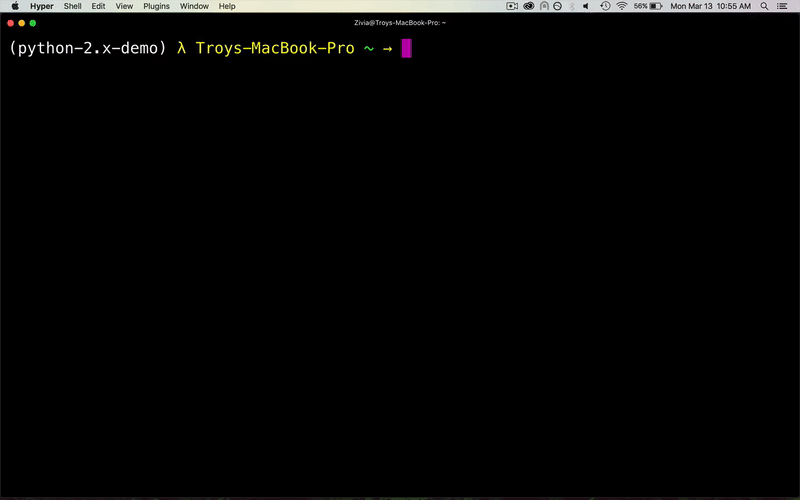 Hyper Shell Edit View Plugins Window Help 56% Mon Mar 13 10:55 AM
Zivia@Troys-MacBook-Pro: ~
(python-2.x-demo) λ Troys-MacBook-Pro ~ →